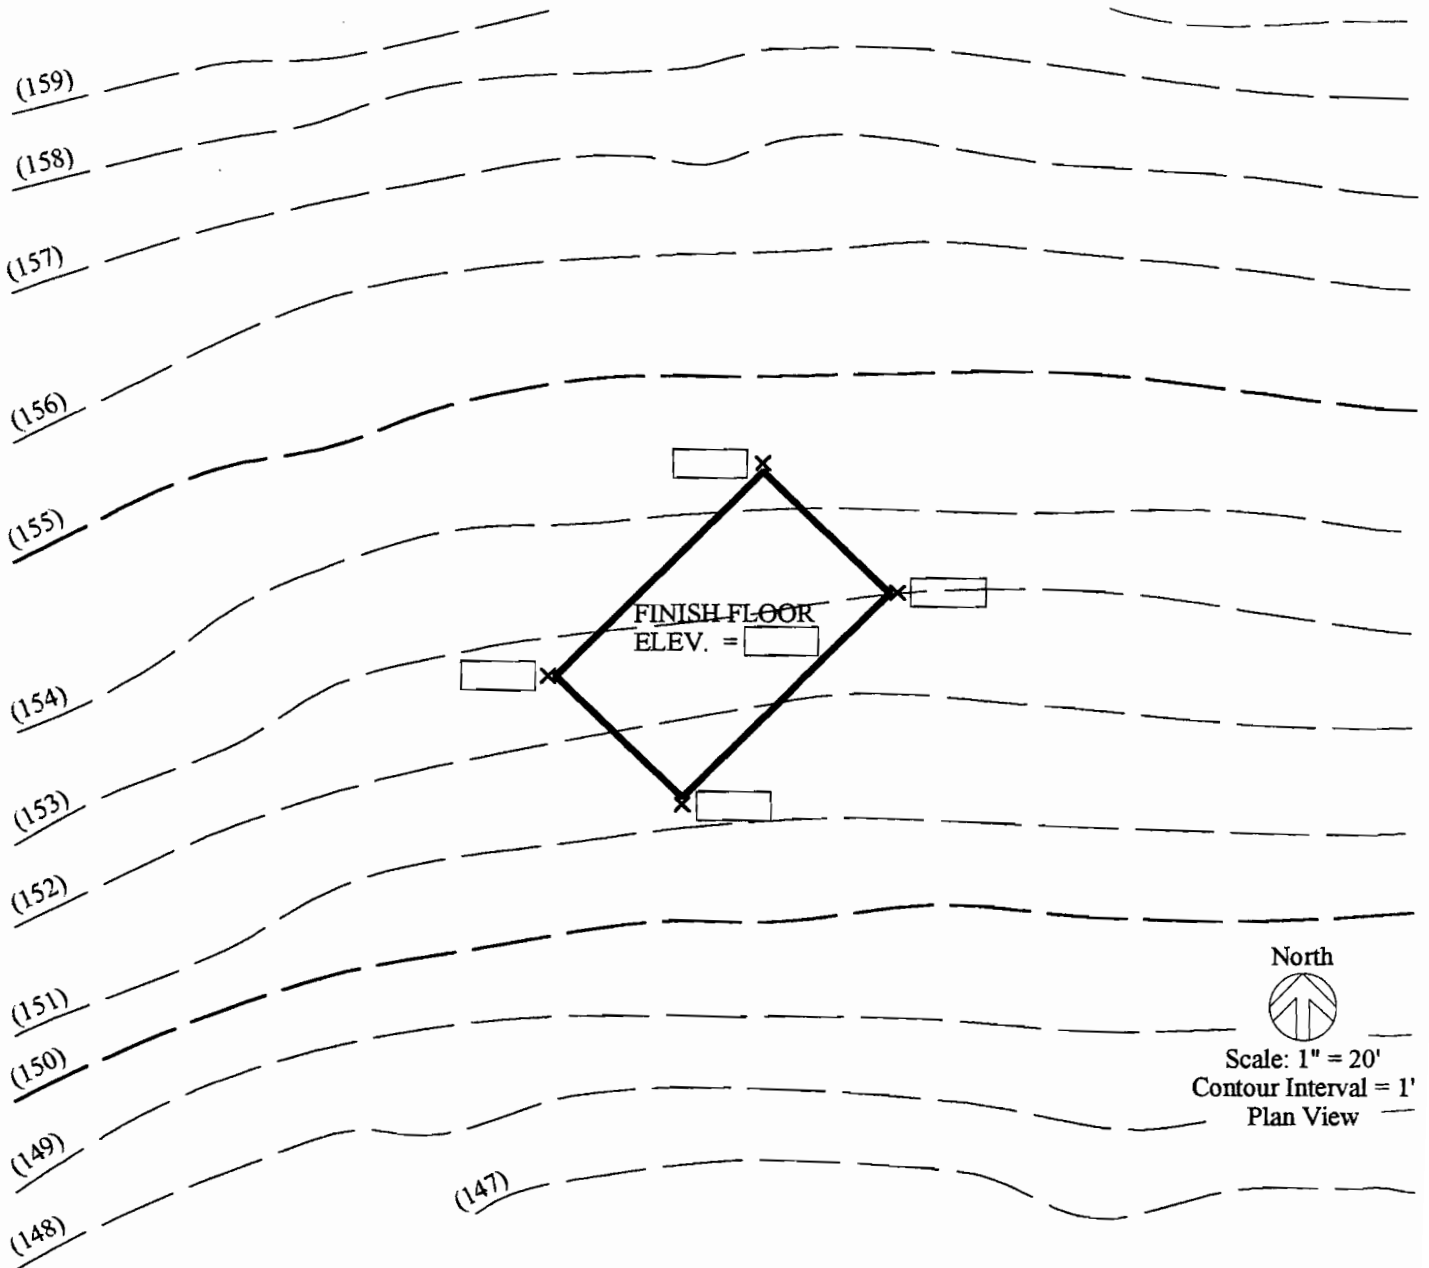 (159)
(158)
(157)
(156)
(155)
(154)
(153)
(152)
(151)
(150)
(149)
(148)
(147)
FINISH FLOOR
ELEV. =
North
Scale: 1" = 20'
Contour Interval = 1'
Plan View